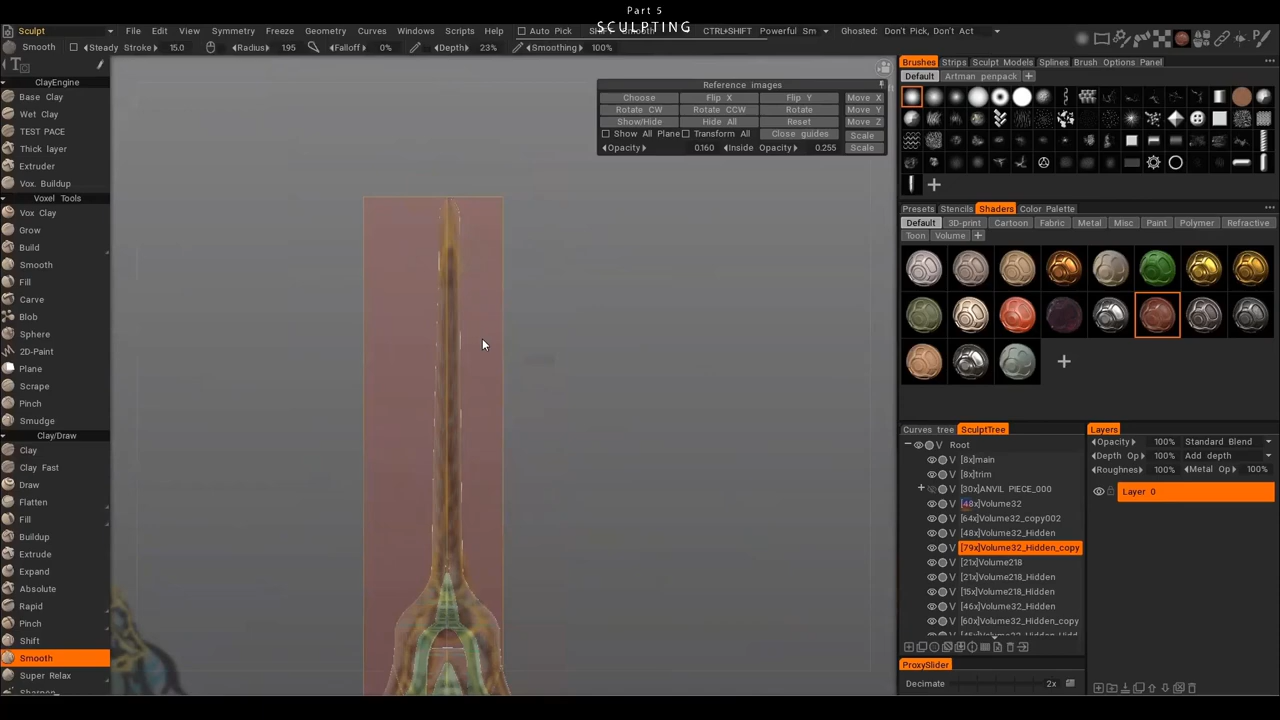 Part 5
SCULPTING
Sculpt File Edit View Symmetry Freeze Geometry Curves Windows Scripts Help Auto Pick SHIFT Smooth CTRL+SHIFT Powerful Sm Ghosted: Don't Pick, Don't Act
Smooth Steady Stroke 15.0 Radius 195 Falloff 0% Depth 23% Smoothing 100%
ClayEngine
Base Clay
Wet Clay
TEST PACE
Thick layer
Extruder
Vox. Buildup
Voxel Tools
Vox Clay
Grow
Build
Smooth
Fill
Carve
Blob
Sphere
2D-Paint
Plane
Scrape
Pinch
Smudge
Clay/Draw
Clay
Clay Fast
Draw
Flatten
Fill
Buildup
Extrude
Expand
Absolute
Rapid
Pinch
Shift
Smooth
Super Relax
Reference images
Choose Flip X Flip Y Move X
Rotate CW Rotate CCW Rotate Move Y
Show/Hide Hide All Reset Move Z
Show All Plane Transform All Close guides Scale
Opacity 0.160 Inside Opacity 0.255 Scale
Brushes Strips Sculpt Models Splines Brush Options Panel
Default Artman penpack
Presets Stencils Shaders Color Palette
Default 3D-print Cartoon Fabric Metal Misc Paint Polymer Refractive
Toon Volume
Curves tree SculptTree
Root
[8x]main
[8x]trim
[30x]ANVIL PIECE_000
[48x]Volume32
[64x]Volume32_copy002
[48x]Volume32_Hidden
[79x]Volume32_Hidden_copy
[21x]Volume218
[21x]Volume218_Hidden
[15x]Volume218_Hidden
[46x]Volume32_Hidden
[60x]Volume32_Hidden_copy
ProxySlider
Decimate 2x
Layers
Opacity 100% Standard Blend
Depth Op 100% Add depth
Roughness 100% Metal Op 100%
Layer 0